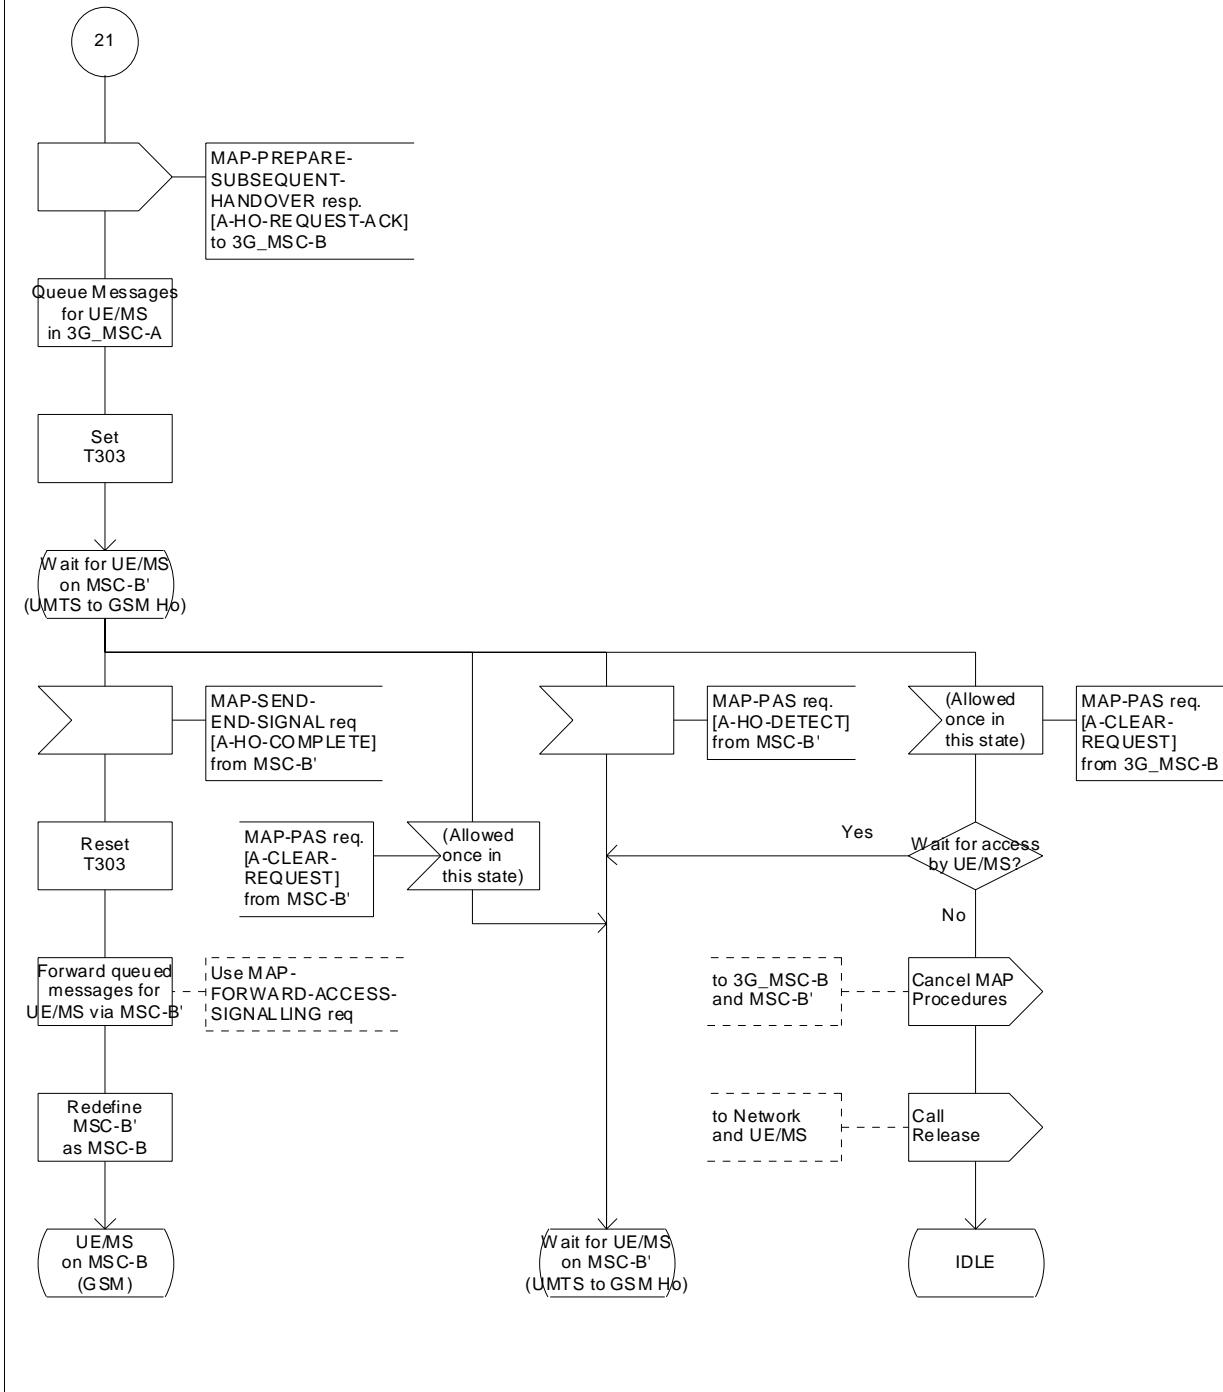 21
MAP-PREPARE-
SUBSEQUENT-
HANDOVER resp.
[A-HO-REQUEST-ACK]
to 3G_MSC-B
Queue Messages
for UE/MS
in 3G_MSC-A
Set
T303
Wait for UE/MS
on MSC-B'
(UMTS to GSM Ho)
MAP-SEND-
END-SIGNAL req
[A-HO-COMPLETE]
from MSC-B'
MAP-PAS req.
[A-HO-DETECT]
from MSC-B'
(Allowed
once in
this state)
MAP-PAS req.
[A-CLEAR-
REQUEST]
from 3G_MSC-B
Reset
T303
MAP-PAS req.
[A-CLEAR-
REQUEST]
from MSC-B'
(Allowed
once in
this state)
Yes
Wait for access
by UE/MS?
No
Forward queued
messages for
UE/MS via MSC-B'
Use MAP-
FORWARD-ACCESS-
SIGNALLING req
to 3G_MSC-B
and MSC-B'
Cancel MAP
Procedures
Redefine
MSC-B'
as MSC-B
to Network
and UE/MS
Call
Release
UE/MS
on MSC-B
(GSM)
Wait for UE/MS
on MSC-B'
(UMTS to GSM Ho)
IDLE